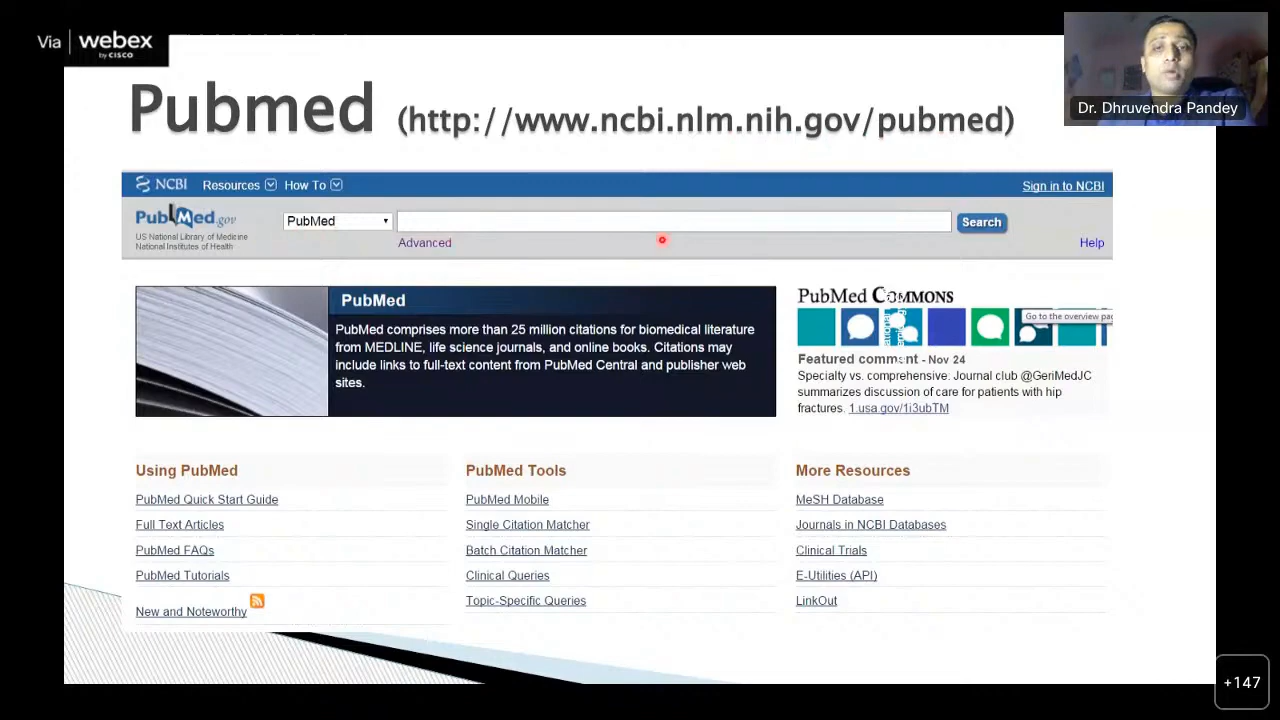 Via | webex
by CISCO
Dr. Dhruvendra Pandey
Pubmed (http://www.ncbi.nlm.nih.gov/pubmed)
NCBI Resources How To Sign in to NCBI
PubMed.gov
US National Library of Medicine
National Institutes of Health
PubMed
Search
Advanced
Help
PubMed
PubMed comprises more than 25 million citations for biomedical literature
from MEDLINE, life science journals, and online books. Citations may
include links to full-text content from PubMed Central and publisher web
sites.
PubMed COMMONS
Go to the overview
Featured comment - Nov 24
Specialty vs. comprehensive: Journal club @GeriMedJC
summarizes discussion of care for patients with hip
fractures. 1.usa.gov/1i3ubTM
Using PubMed
PubMed Quick Start Guide
Full Text Articles
PubMed FAQs
PubMed Tutorials
New and Noteworthy
PubMed Tools
PubMed Mobile
Single Citation Matcher
Batch Citation Matcher
Clinical Queries
Topic-Specific Queries
More Resources
MeSH Database
Journals in NCBI Databases
Clinical Trials
E-Utilities (API)
LinkOut
+147